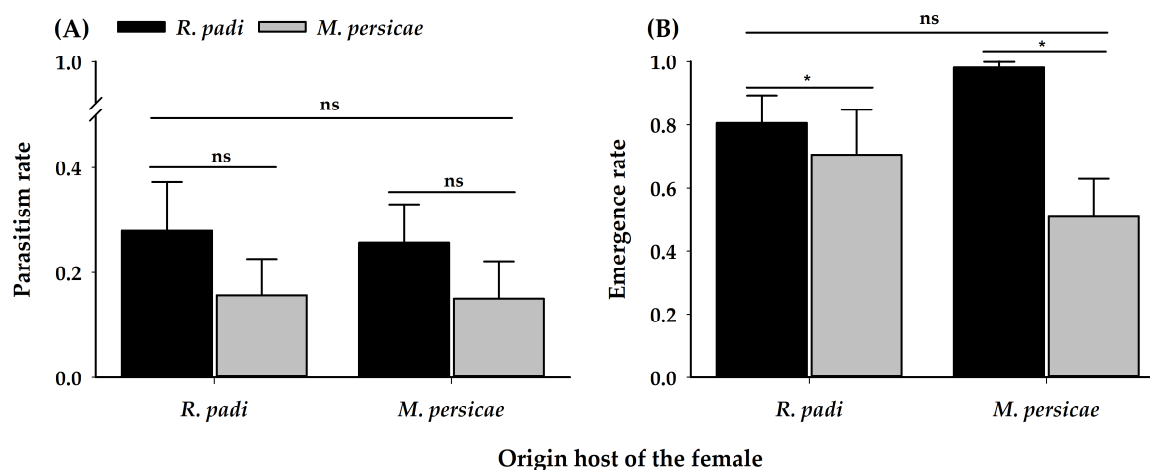 (A) R. padi M. persicae
1.0
ns
ns
ns
0.4
0.2
0.0
Parasitism rate
R. padi M. persicae
(B)
ns
*
*
1.0
0.8
0.6
0.4
0.2
0.0
Emergence rate
R. padi M. persicae
Origin host of the female